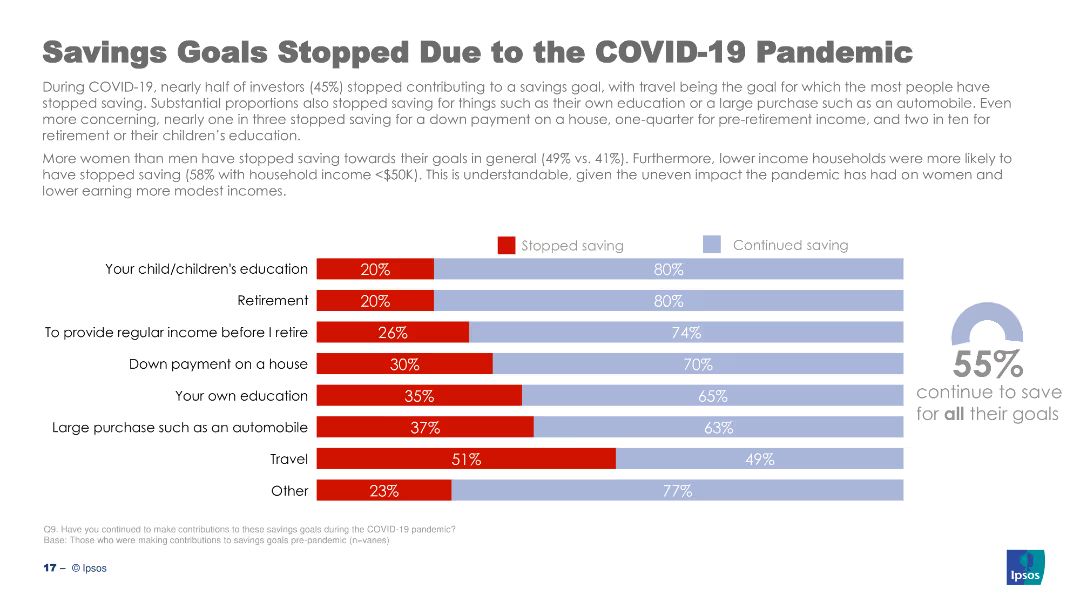 Savings Goals Stopped Due to the COVID-19 Pandemic
During COVID-19, nearly half of investors (45%) stopped contributing to a savings goal, with travel being the goal for which the most people have
stopped saving. Substantial proportions also stopped saving for things such as their own education or a large purchase such as an automobile. Even
more concerning, nearly one in three stopped saving for a down payment on a house, one-quarter for pre-retirement income, and two in ten for
retirement or their children's education.
More women than men have stopped saving towards their goals in general (49% vs. 41%). Furthermore, lower income households were more likely to
have stopped saving (58% with household income <$50K). This is understandable, given the uneven impact the pandemic has had on women and
lower earning more modest incomes.
Stopped saving Continued saving
Your child/children's education 20% 80%
Retirement 20% 80%
To provide regular income before I retire 26% 74%
Down payment on a house 30% 70%
Your own education 35% 65%
Large purchase such as an automobile 37% 63%
Travel 51% 49%
Other 23% 77%
55%
continue to save
for all their goals
Q9. Have you continued to make contributions to these savings goals during the COVID-19 pandemic?
Base: Those who were making contributions to savings goals pre-pandemic (n=varies)
17 – © Ipsos
Ipsos